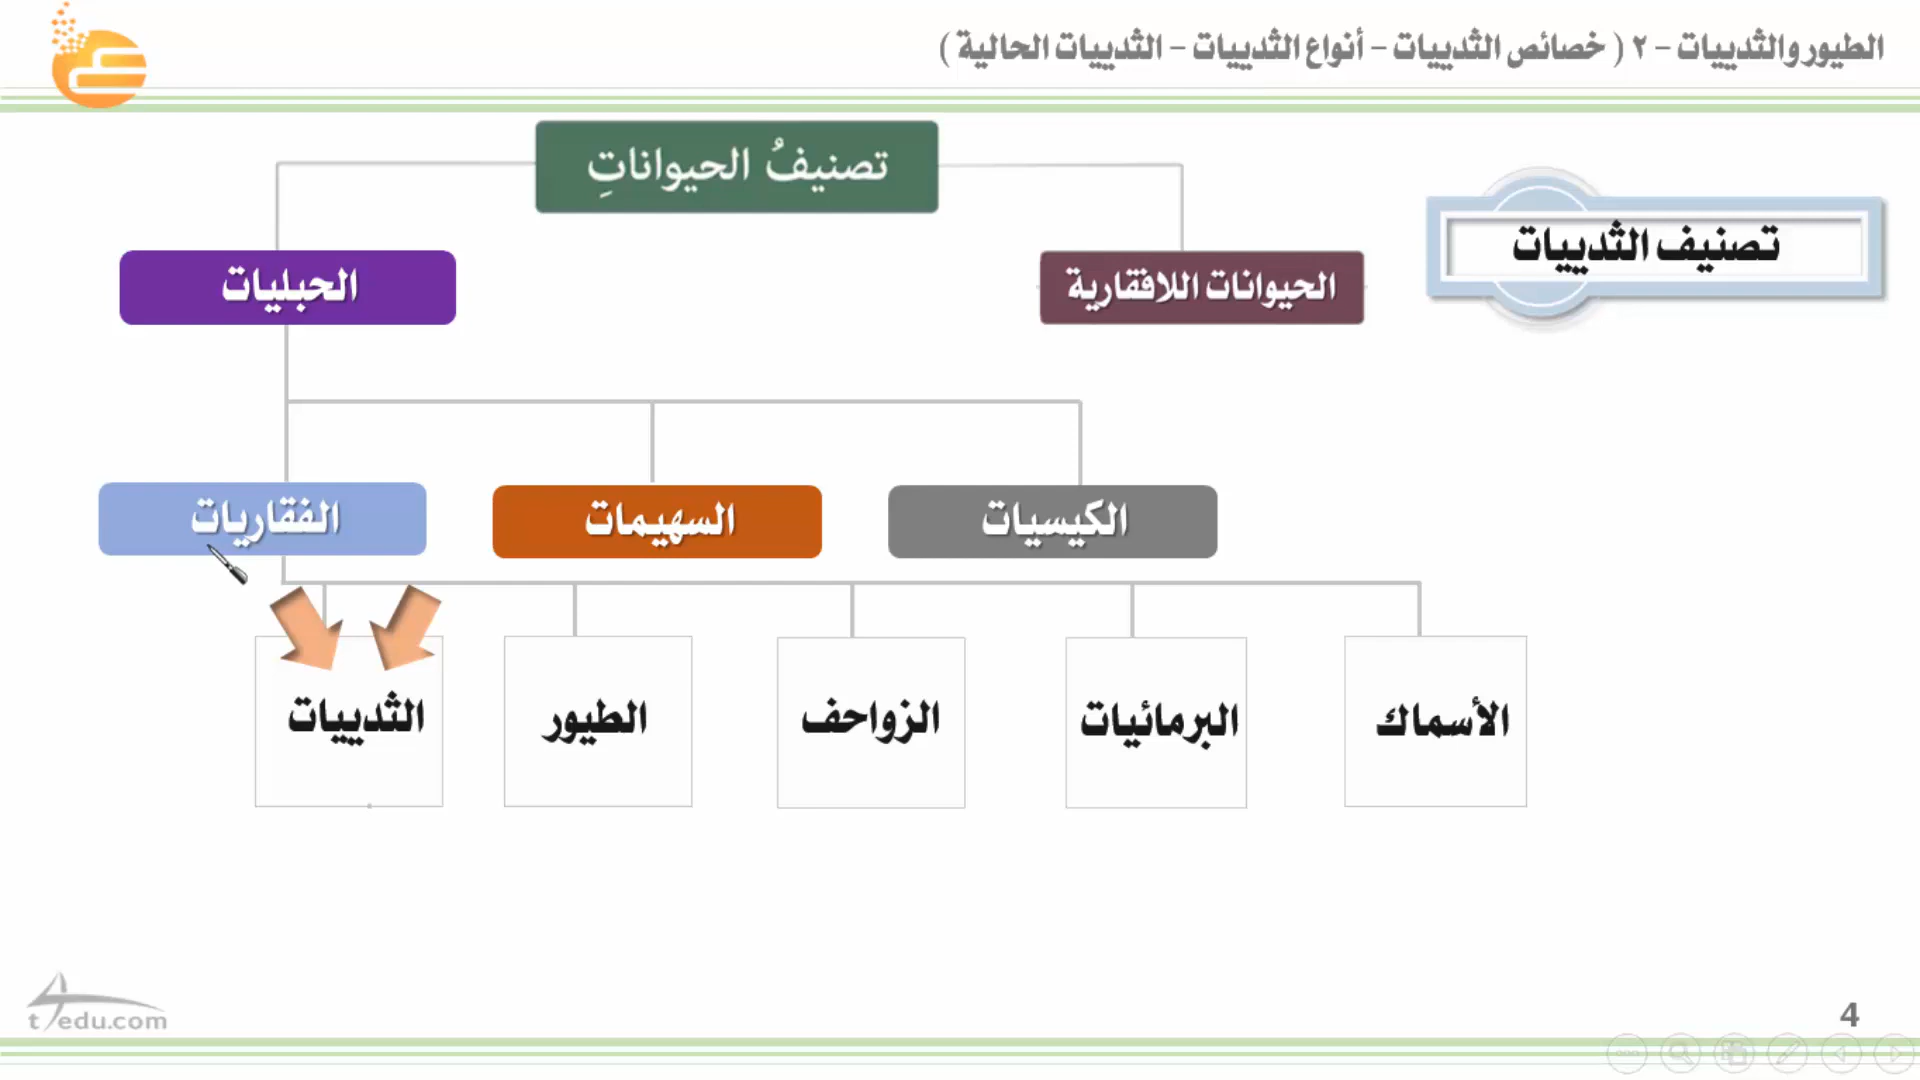 الطيور والثدييات - ٢ ( خصائص الثدييات - أنواع الثدييات - الثدييات الحالية )
تصنيفُ الحيواناتِ
تصنيف الثدييات
الحيوانات اللافقارية
الحبليات
الكيسيات
السهيمات
الفقاريات
الأسماك
البرمائيات
الزواحف
الطيور
الثدييات
t4edu.com
4